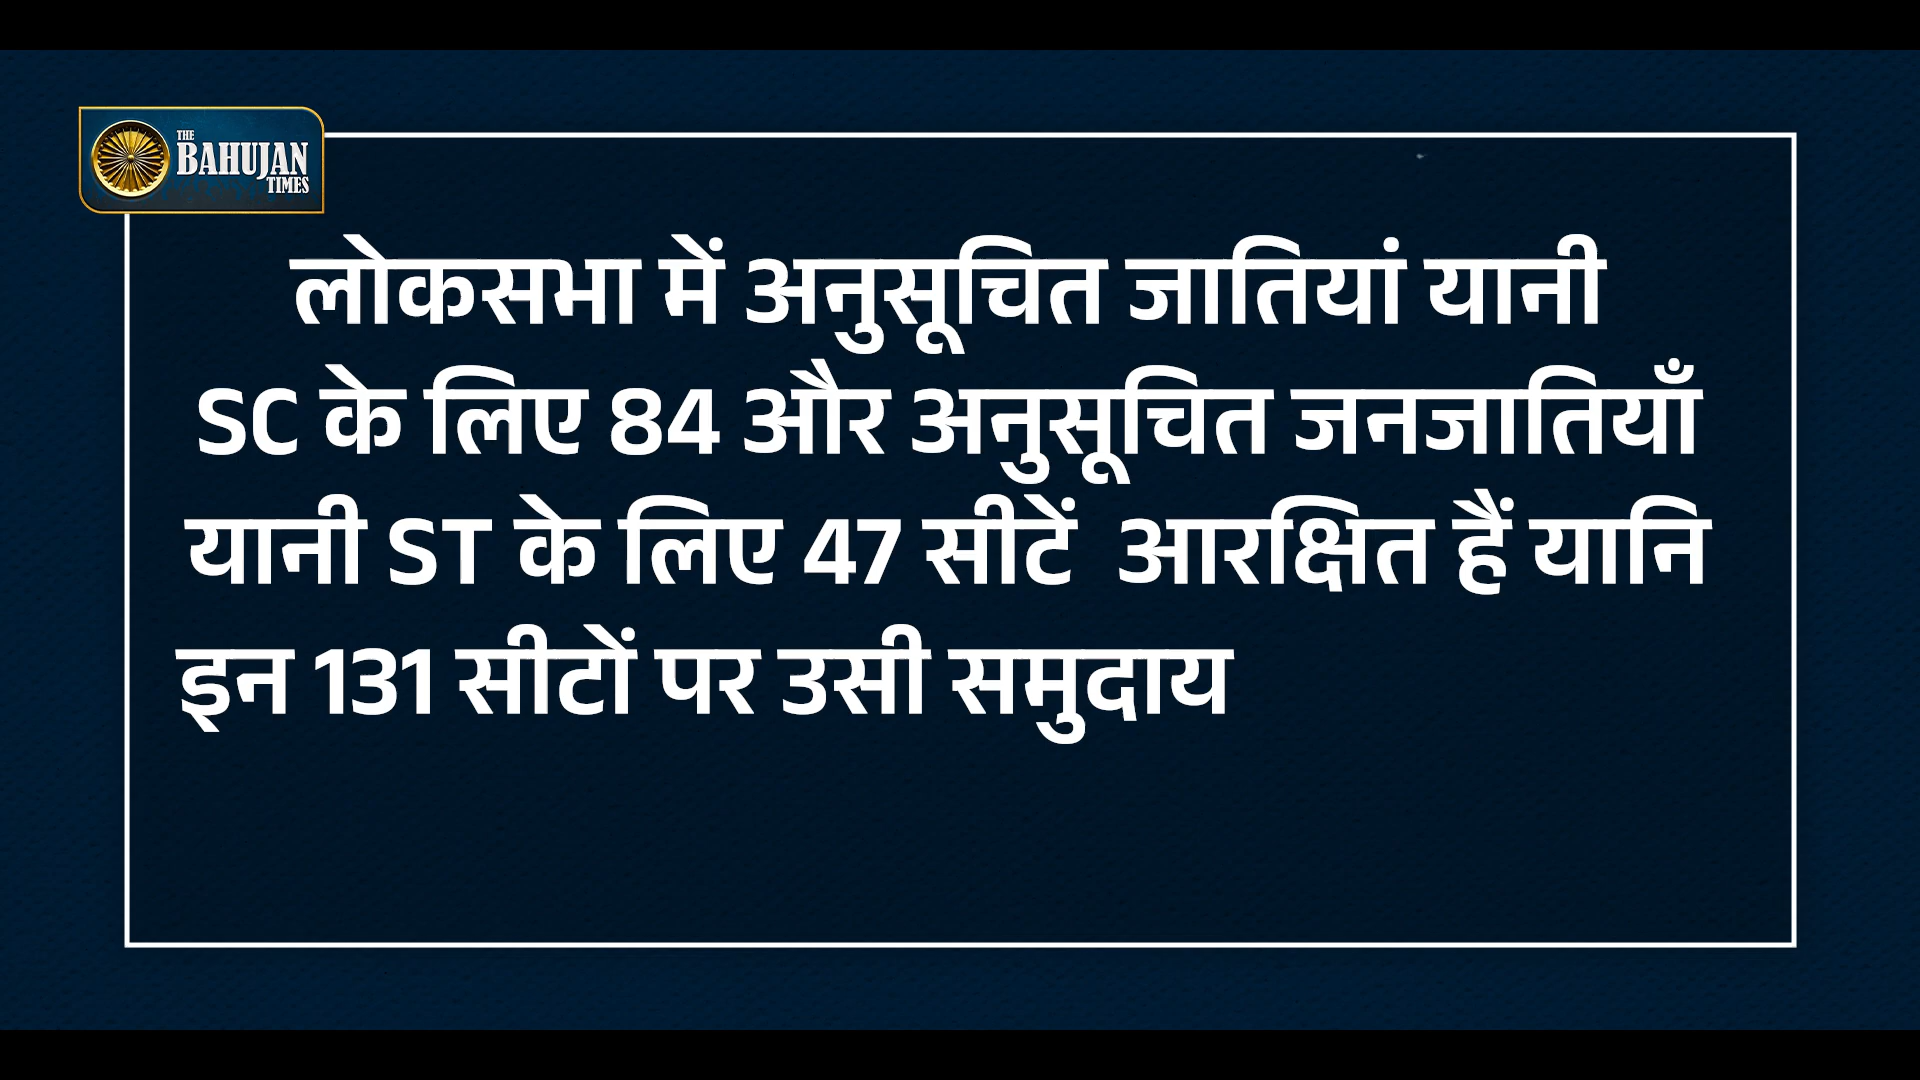 THE
BAHUJAN
TIMES
लोकसभा में अनुसूचित जातियां यानी
SC के लिए 84 और अनुसूचित जनजातियाँ
यानी ST के लिए 47 सीटें आरक्षित हैं यानि
इन 131 सीटों पर उसी समुदाय